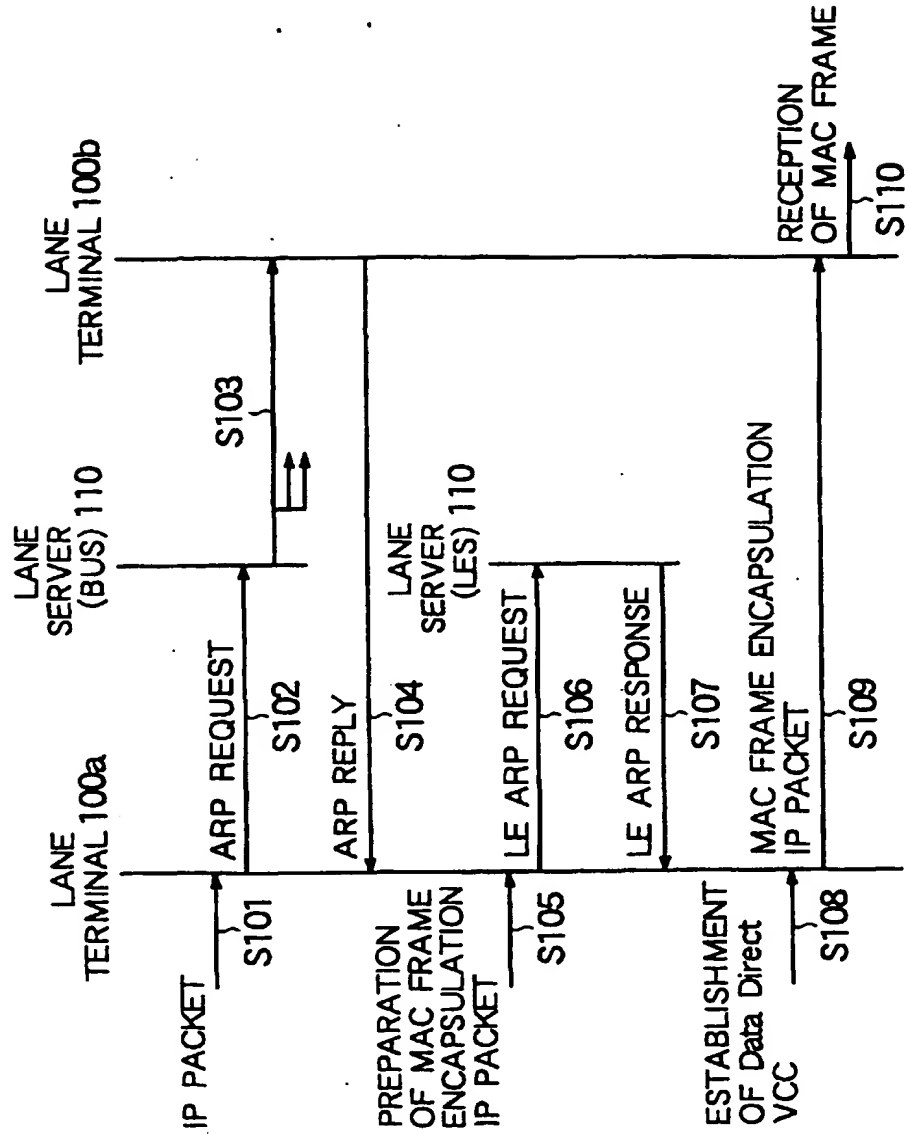 LANE
TERMINAL 100a
LANE
SERVER
(BUS) 110
LANE
TERMINAL 100b
IP PACKET
S101
ARP REQUEST
S102
S103
ARP REPLY
S104
PREPARATION
OF MAC FRAME
ENCAPSULATION
IP PACKET
S105
LANE
SERVER
(LES) 110
LE ARP REQUEST
S106
LE ARP RESPONSE
S107
ESTABLISHMENT
OF Data Direct
VCC
S108
MAC FRAME ENCAPSULATION
IP PACKET
S109
RECEPTION
OF MAC FRAME
S110